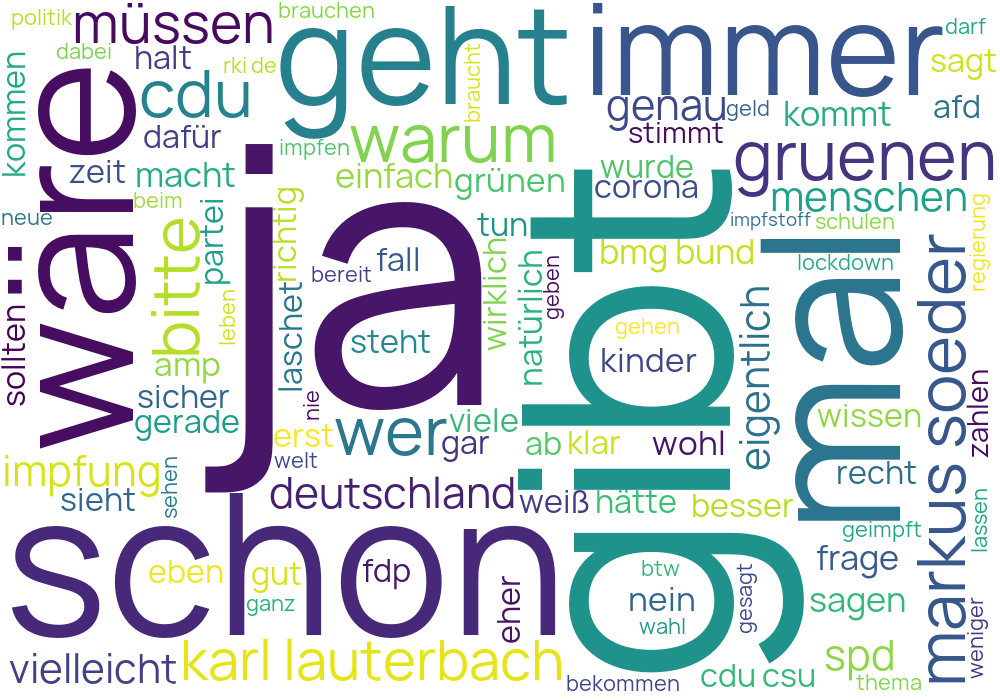 politik
brauchen
müssen
geht
immer
darf
dabei
halt
rki de
braucht
sagt
kommen
wäre
cdu
genau
geld
kommt
afd
dafür
stimmt
warum
impfen
gruenen
zeit
macht
einfach
grünen
wurde
corona
menschen
beim
partei
richtig
ja
neue
bitte
tun
gibt
impfstoff
schulen
regierung
bmg bund
mal
lockdown
wirklich
natürlich
geben
fall
bereit
markus soeder
sollten
leben
laschet
steht
gehen
kinder
eigentlich
amp
sicher
nie
gerade
wer
viele
wissen
zahlen
erst
gar
ab
klar
wohl
welt
impfung
sehen
sieht
deutschland
weiß
hätte
besser
recht
lassen
geimpft
schon
eben
gut
fdp
frage
ganz
eher
btw
nein
wahl
gesagt
sagen
weniger
vielleicht
karl lauterbach
bekommen
cdu csu
spd
thema